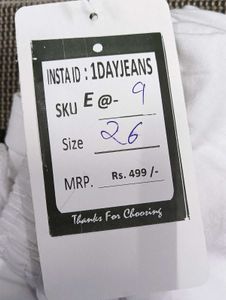 INSTA ID : 1DAYJEANS
SKU E @- 9
Size 26
MRP. Rs. 499 /-
Thanks For Choosing